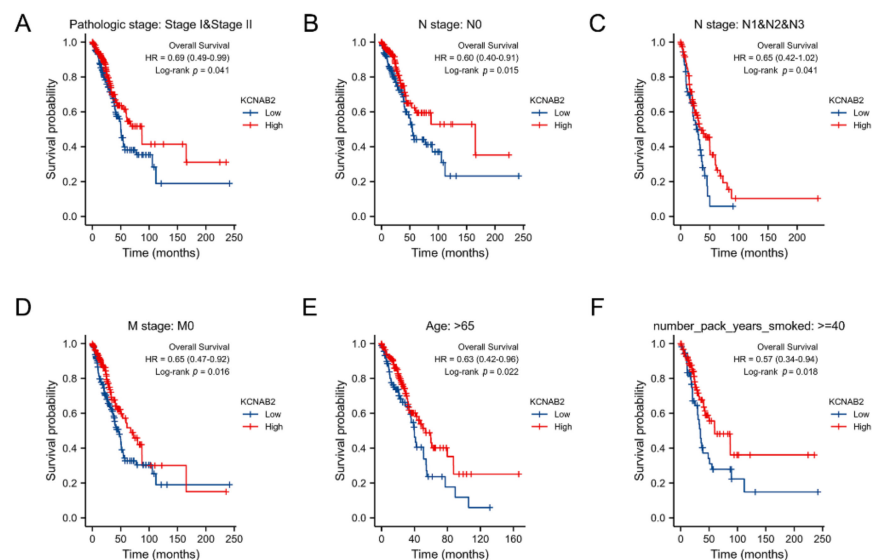 A
Pathologic stage: Stage I&Stage II
Overall Survival
HR = 0.69 (0.49-0.99)
Log-rank p = 0.041
KCNAB2
Low
High
Survival probability
1.0
0.8
0.6
0.4
0.2
0.0
0 50 100 150 200 250
Time (months)
B
N stage: N0
Overall Survival
HR = 0.60 (0.40-0.91)
Log-rank p = 0.015
KCNAB2
Low
High
Survival probability
1.0
0.8
0.6
0.4
0.2
0.0
0 50 100 150 200 250
Time (months)
C
N stage: N1&N2&N3
Overall Survival
HR = 0.65 (0.42-1.02)
Log-rank p = 0.041
KCNAB2
Low
High
Survival probability
1.0
0.8
0.6
0.4
0.2
0.0
0 50 100 150 200
Time (months)
D
M stage: M0
Overall Survival
HR = 0.65 (0.47-0.92)
Log-rank p = 0.016
KCNAB2
Low
High
Survival probability
1.0
0.8
0.6
0.4
0.2
0.0
0 50 100 150 200 250
Time (months)
E
Age: >65
Overall Survival
HR = 0.63 (0.42-0.96)
Log-rank p = 0.022
KCNAB2
Low
High
Survival probability
1.0
0.8
0.6
0.4
0.2
0.0
0 40 80 120 160
Time (months)
F
number_pack_years_smoked: >=40
Overall Survival
HR = 0.57 (0.34-0.94)
Log-rank p = 0.018
KCNAB2
Low
High
Survival probability
1.0
0.8
0.6
0.4
0.2
0.0
0 50 100 150 200 250
Time (months)